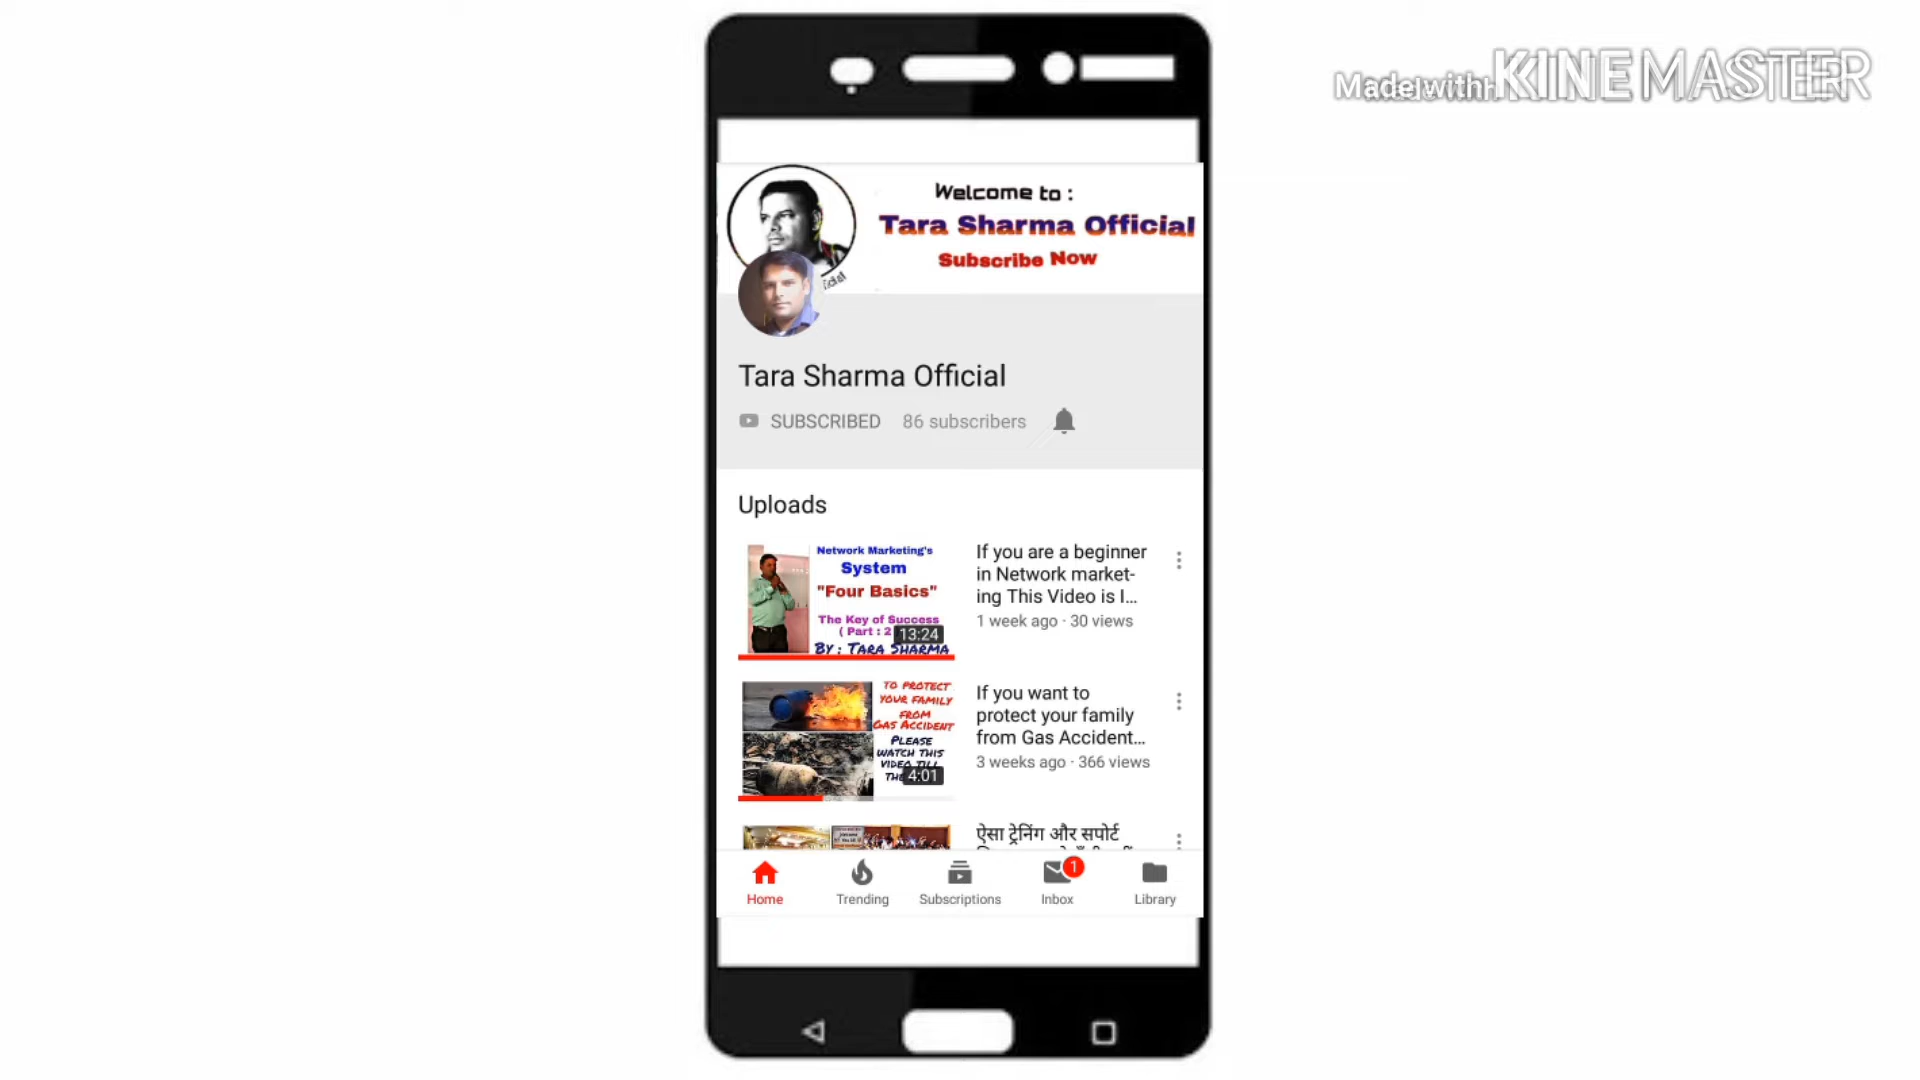 Made with KINEMASTER
Welcome to :
Tara Sharma Official
Subscribe Now
Tara Sharma Official
SUBSCRIBED 86 subscribers
Uploads
Network Marketing's
System
"Four Basics"
The Key of Success
( Part : 2
13:24
By : Tara Sharma
If you are a beginner
in Network market-
ing This Video is I...
1 week ago · 30 views
To protect
your family
from
Gas Accident
Please
watch this
video till
the
4:01
If you want to
protect your family
from Gas Accident...
3 weeks ago · 366 views
ऐसा ट्रेनिंग और सपोर्ट
Home
Trending
Subscriptions
1
Inbox
Library